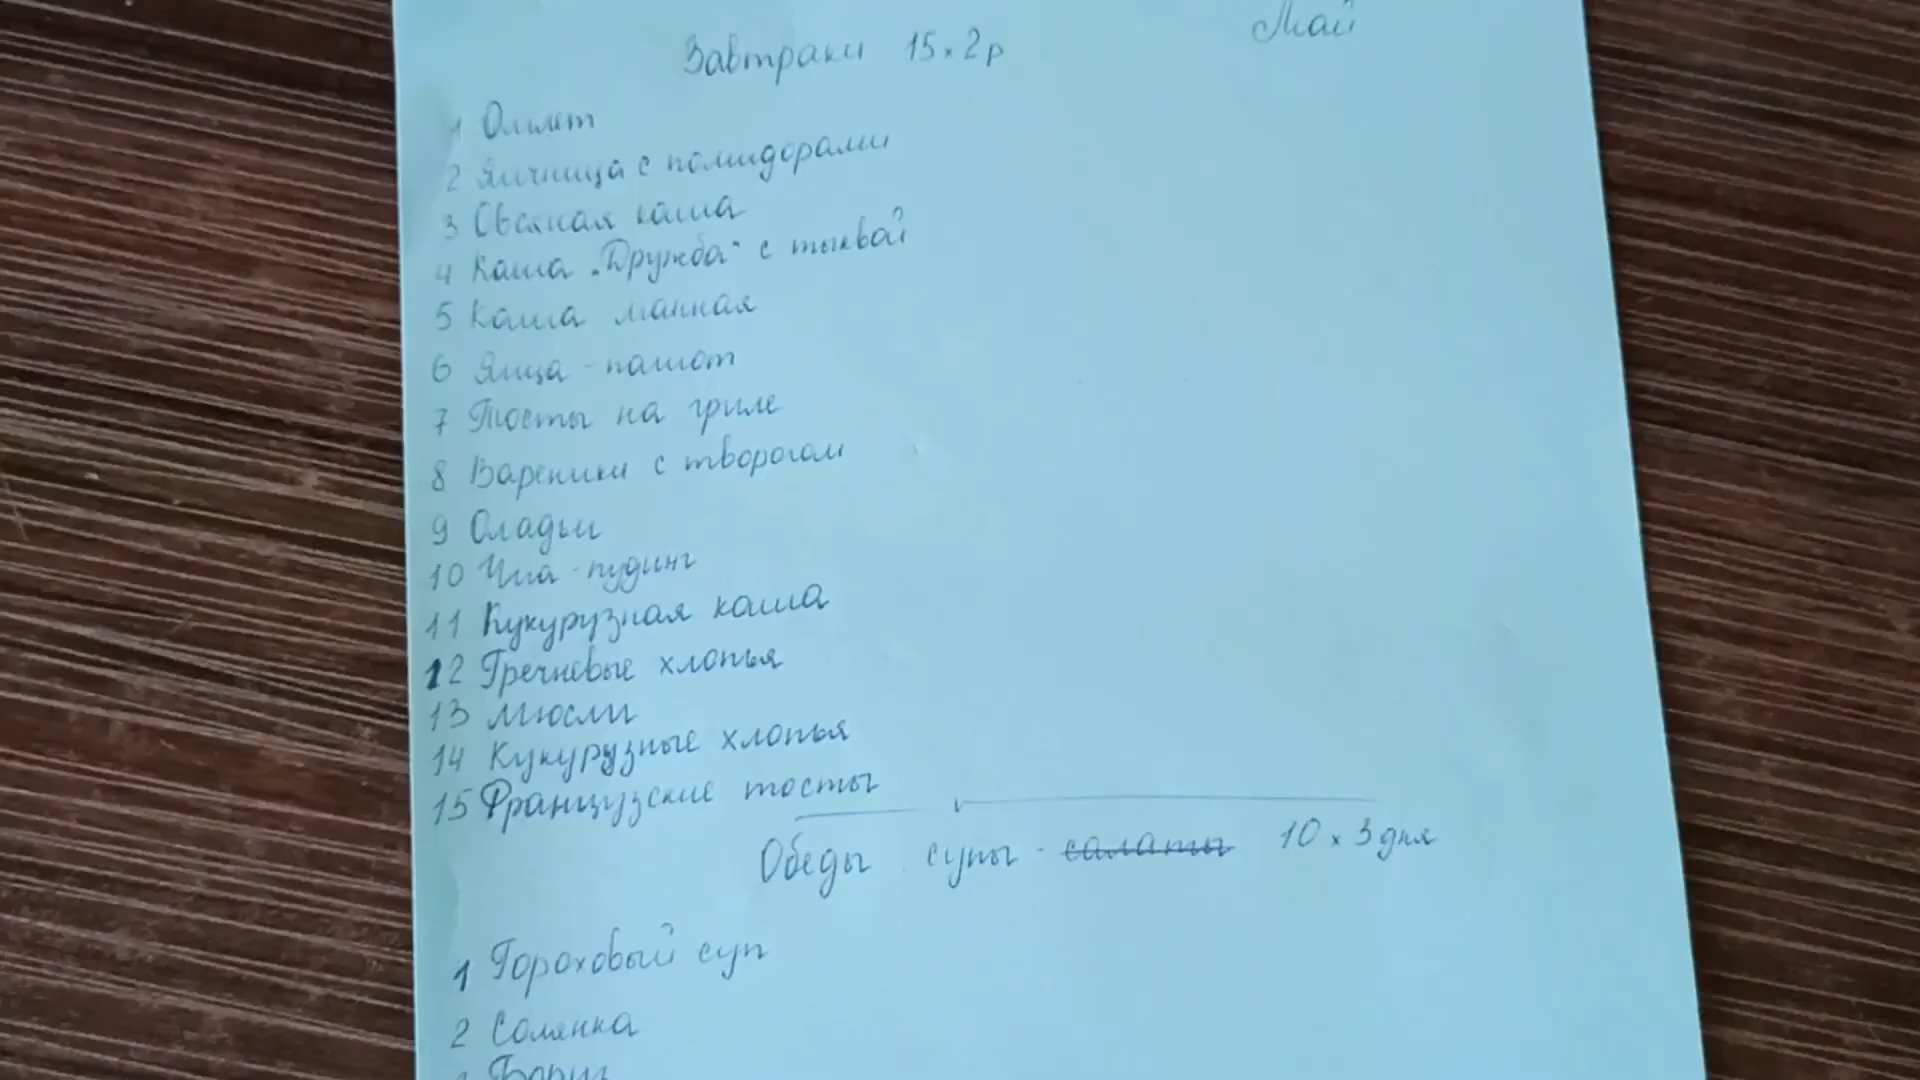 Май
Завтраки 15 x 2 р
1 Омлет
2 Яичница с помидорами
3 Овсяная каша
4 Каша „Дружба“ с тыквой
5 Каша манная
6 Яйца - пашот
7 Тосты на гриле
8 Вареники с творогом
9 Оладьи
10 Чиа - пудинг
11 Кукурузная каша
12 Гречневые хлопья
13 Мюсли
14 Кукурузные хлопья
15 Французские тосты
Обеды супы - салаты 10 x 3 дня
1 Гороховый суп
2 Солянка
Борщ